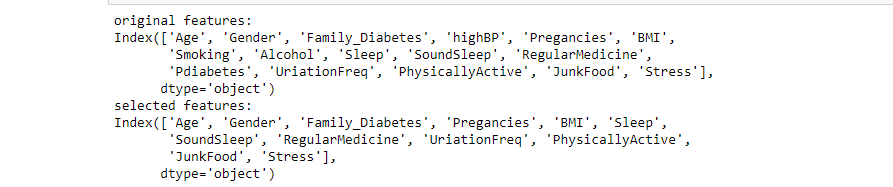 original features:
Index(['Age', 'Gender', 'Family_Diabetes', 'highBP', 'Pregancies', 'BMI',
'Smoking', 'Alcohol', 'Sleep', 'SoundSleep', 'RegularMedicine',
'Pdiabetes', 'UriationFreq', 'PhysicallyActive', 'JunkFood', 'Stress'],
dtype='object')
selected features:
Index(['Age', 'Gender', 'Family_Diabetes', 'Pregancies', 'BMI', 'Sleep',
'SoundSleep', 'RegularMedicine', 'UriationFreq', 'PhysicallyActive',
'JunkFood', 'Stress'],
dtype='object')